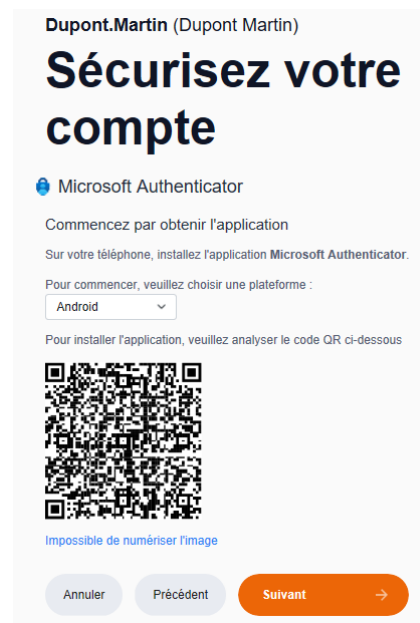 Dupont.Martin (Dupont Martin)
Sécurisez votre
compte
Microsoft Authenticator
Commencez par obtenir l'application
Sur votre téléphone, installez l'application Microsoft Authenticator.
Pour commencer, veuillez choisir une plateforme :
Android
Pour installer l'application, veuillez analyser le code QR ci-dessous
Impossible de numériser l'image
Annuler Précédent Suivant →